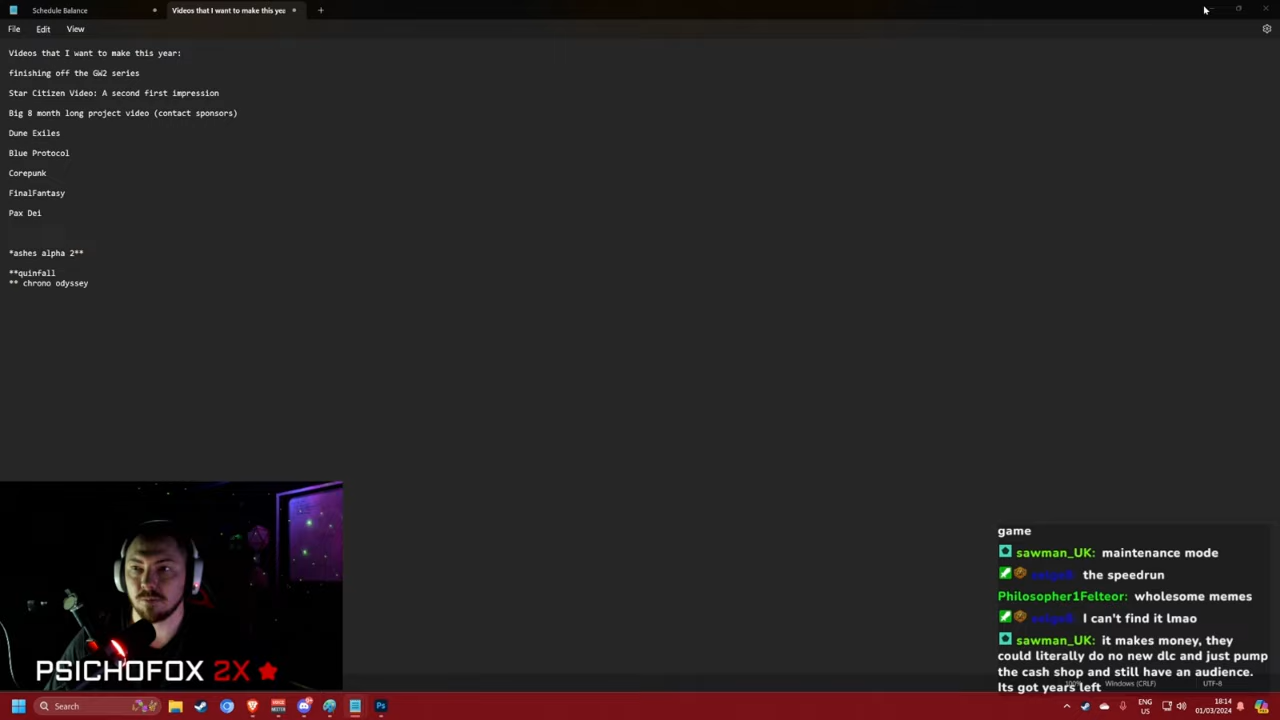 Schedule Balance
Videos that I want to make this yea
File
Edit
View
Videos that I want to make this year:
finishing off the GW2 series
Star Citizen Video: A second first impression
Big 8 month long project video (contact sponsors)
Dune Exiles
Blue Protocol
Corepunk
FinalFantasy
Pax Dei
*ashes alpha 2**
**quinfall
** chrono odyssey
game
sawman_UK: maintenance mode
the speedrun
Philosopher1Felteor: wholesome memes
I can't find it lmao
sawman_UK: it makes money, they
could literally do no new dlc and just pump
the cash shop and still have an audience.
Its got years left
100%
Windows (CRLF)
UTF-8
PSICHOFOX 2X
Search
ENG
US
18:14
01/03/2024